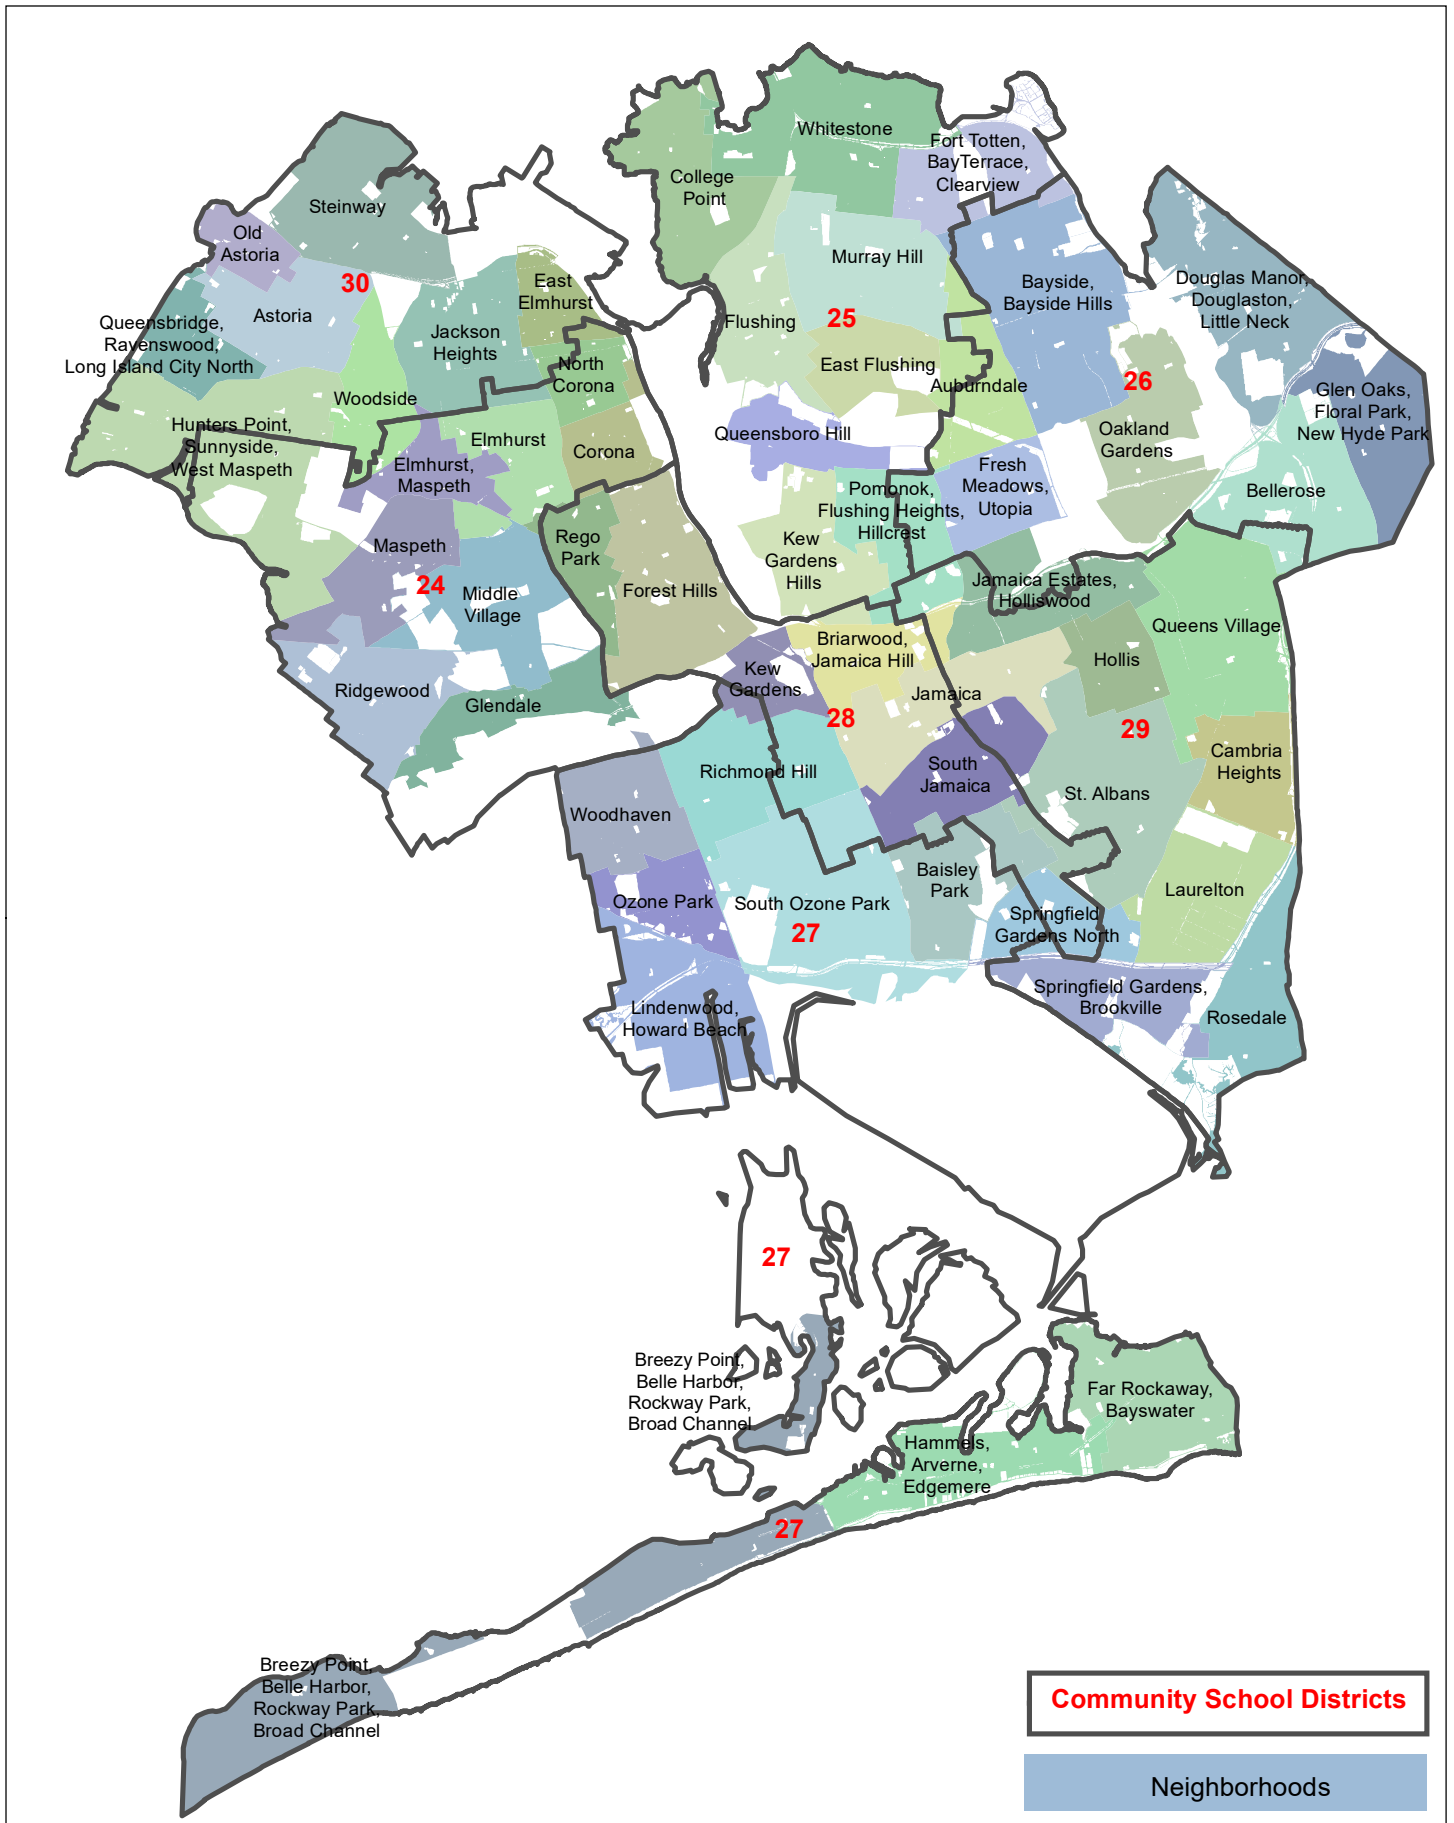 Whitestone
Fort Totten,
BayTerrace,
Clearview
College
Point
Steinway
Old
Astoria
Murray Hill
30
East
Elmhurst
Bayside,
Bayside Hills
Douglas Manor,
Douglaston,
Little Neck
Astoria
Queensbridge,
Ravenswood,
Long Island City North
Jackson
Heights
Flushing
25
East Flushing
North
Corona
Auburndale
26
Woodside
Glen Oaks,
Floral Park,
New Hyde Park
Hunters Point,
Sunnyside,
West Maspeth
Elmhurst
Queensboro Hill
Oakland
Gardens
Corona
Elmhurst,
Maspeth
Fresh
Meadows,
Utopia
Pomonok,
Flushing Heights,
Hillcrest
Bellerose
Maspeth
Rego
Park
Kew
Gardens
Hills
24
Middle
Village
Forest Hills
Jamaica Estates,
Holliswood
Queens Village
Briarwood,
Jamaica Hill
Hollis
Kew
Gardens
Ridgewood
Jamaica
Glendale
28
29
Cambria
Heights
Richmond Hill
South
Jamaica
St. Albans
Woodhaven
Baisley
Park
Laurelton
Ozone Park
South Ozone Park
27
Springfield
Gardens North
Springfield Gardens,
Brookville
Lindenwood,
Howard Beach
Rosedale
27
Breezy Point,
Belle Harbor,
Rockway Park,
Broad Channel
Far Rockaway,
Bayswater
Hammels,
Arverne,
Edgemere
27
Breezy Point,
Belle Harbor,
Rockway Park,
Broad Channel
Community School Districts
Neighborhoods